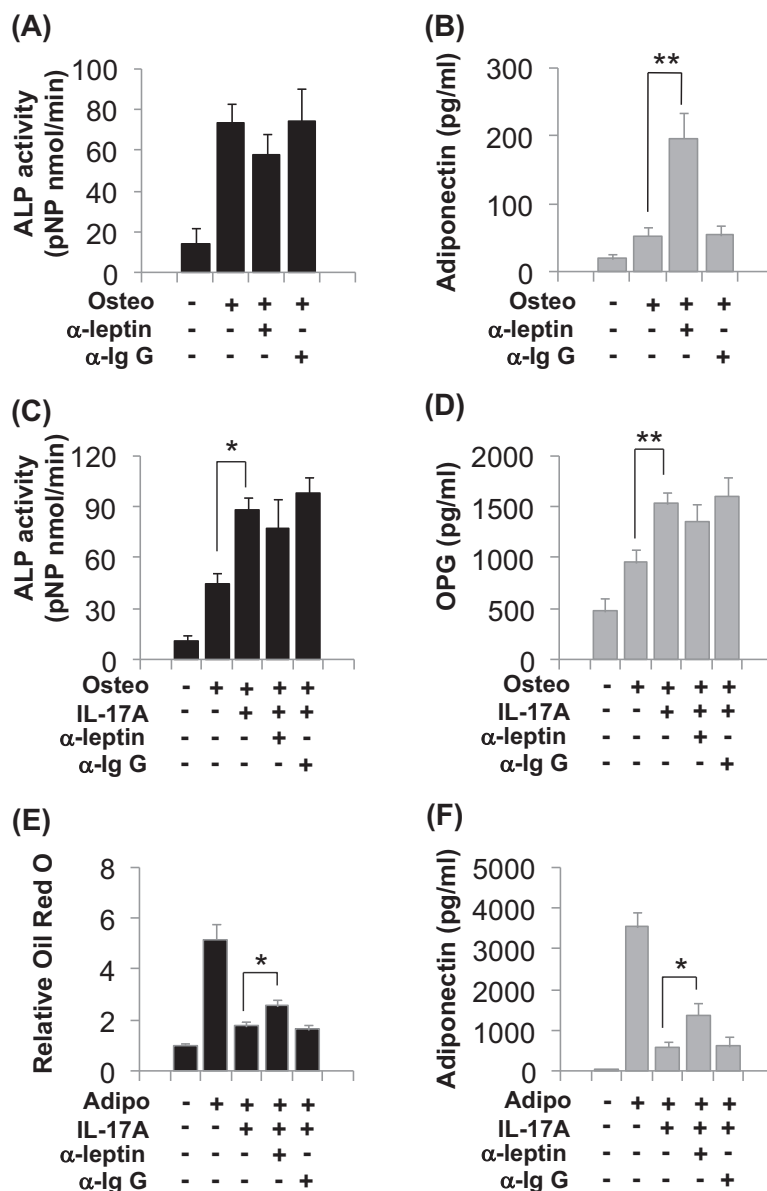 (A)
ALP activity
(pNP nmol/min)
100
80
60
40
20
0
Osteo - + + +
α-leptin - - + -
α-Ig G - - - +
(B)
Adiponectin (pg/ml)
300
200
100
0
**
Osteo - + + +
α-leptin - - + -
α-Ig G - - - +
(C)
ALP activity
(pNP nmol/min)
120
90
60
30
0
*
Osteo - + + + +
IL-17A - - + + +
α-leptin - - - + -
α-Ig G - - - - +
(D)
OPG (pg/ml)
2000
1500
1000
500
0
**
Osteo - + + + +
IL-17A - - + + +
α-leptin - - - + -
α-Ig G - - - - +
(E)
Relative Oil Red O
8
6
4
2
0
*
Adipo - + + + +
IL-17A - - + + +
α-leptin - - - + -
α-Ig G - - - - +
(F)
Adiponectin (pg/ml)
5000
4000
3000
2000
1000
0
*
Adipo - + + + +
IL-17A - - + + +
α-leptin - - - + -
α-Ig G - - - - +